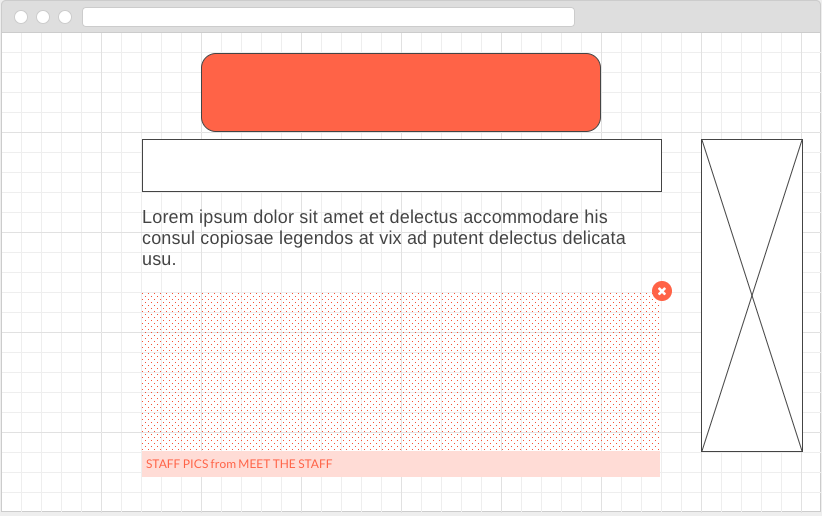 Lorem ipsum dolor sit amet et delectus accommodare his
consul copiosae legendos at vix ad putent delectus delicata
usu.
STAFF PICS from MEET THE STAFF